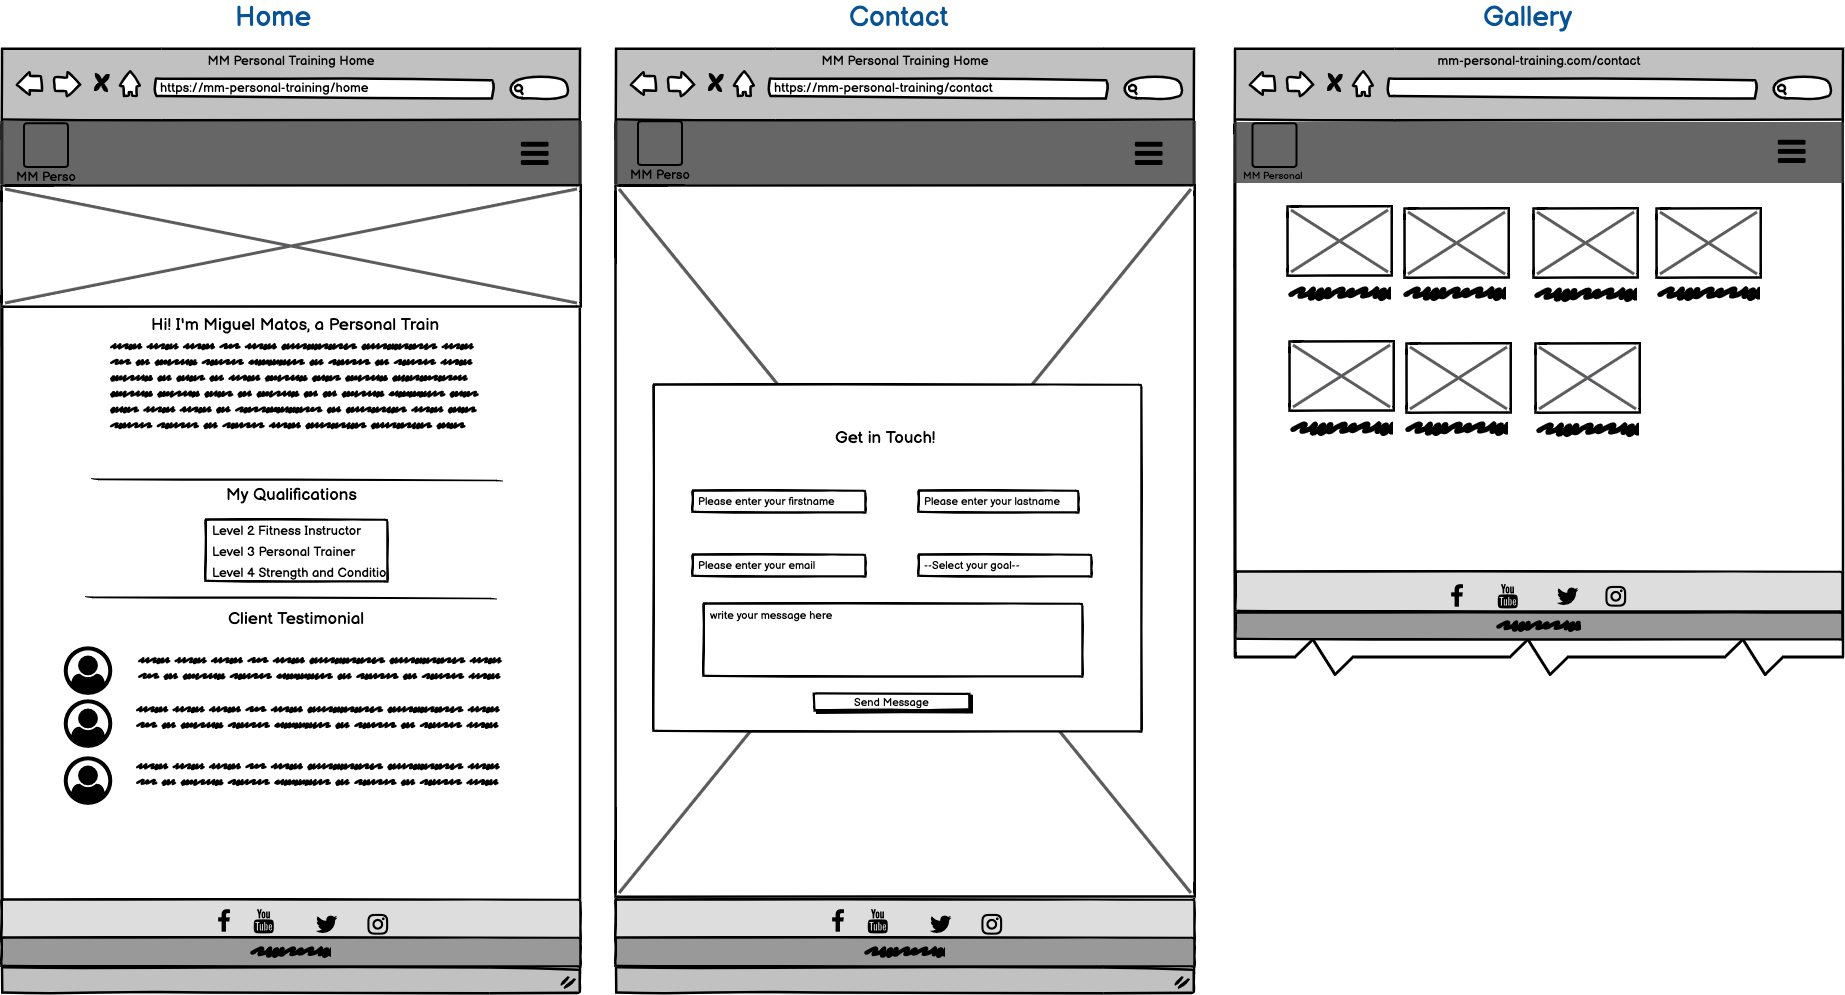 Home
MM Personal Training Home
https://mm-personal-training/home
MM Perso
Hi! I'm Miguel Matos, a Personal Train
My Qualifications
Level 2 Fitness Instructor
Level 3 Personal Trainer
Level 4 Strength and Conditio
Client Testimonial
You
Tube
Contact
MM Personal Training Home
https://mm-personal-training/contact
MM Perso
Get in Touch!
Please enter your firstname
Please enter your lastname
Please enter your email
--Select your goal--
write your message here
Send Message
You
Tube
Gallery
mm-personal-training.com/contact
MM Personal
You
Tube